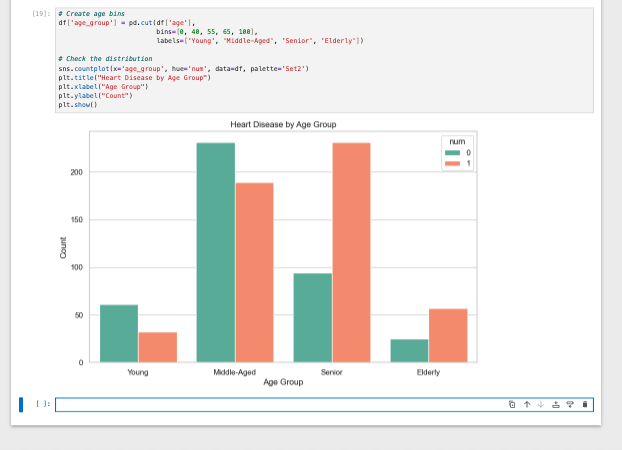 [19]: # Create age bins
df['age_group'] = pd.cut(df['age'],
bins=[0, 40, 55, 65, 100],
labels=['Young', 'Middle-Aged', 'Senior', 'Elderly'])
# Check the distribution
sns.countplot(x='age_group', hue='num', data=df, palette='Set2')
plt.title("Heart Disease by Age Group")
plt.xlabel("Age Group")
plt.ylabel("Count")
plt.show()
Heart Disease by Age Group
num
0
1
200
150
100
50
0
Count
Young Middle-Aged Senior Elderly
Age Group
[ ]: